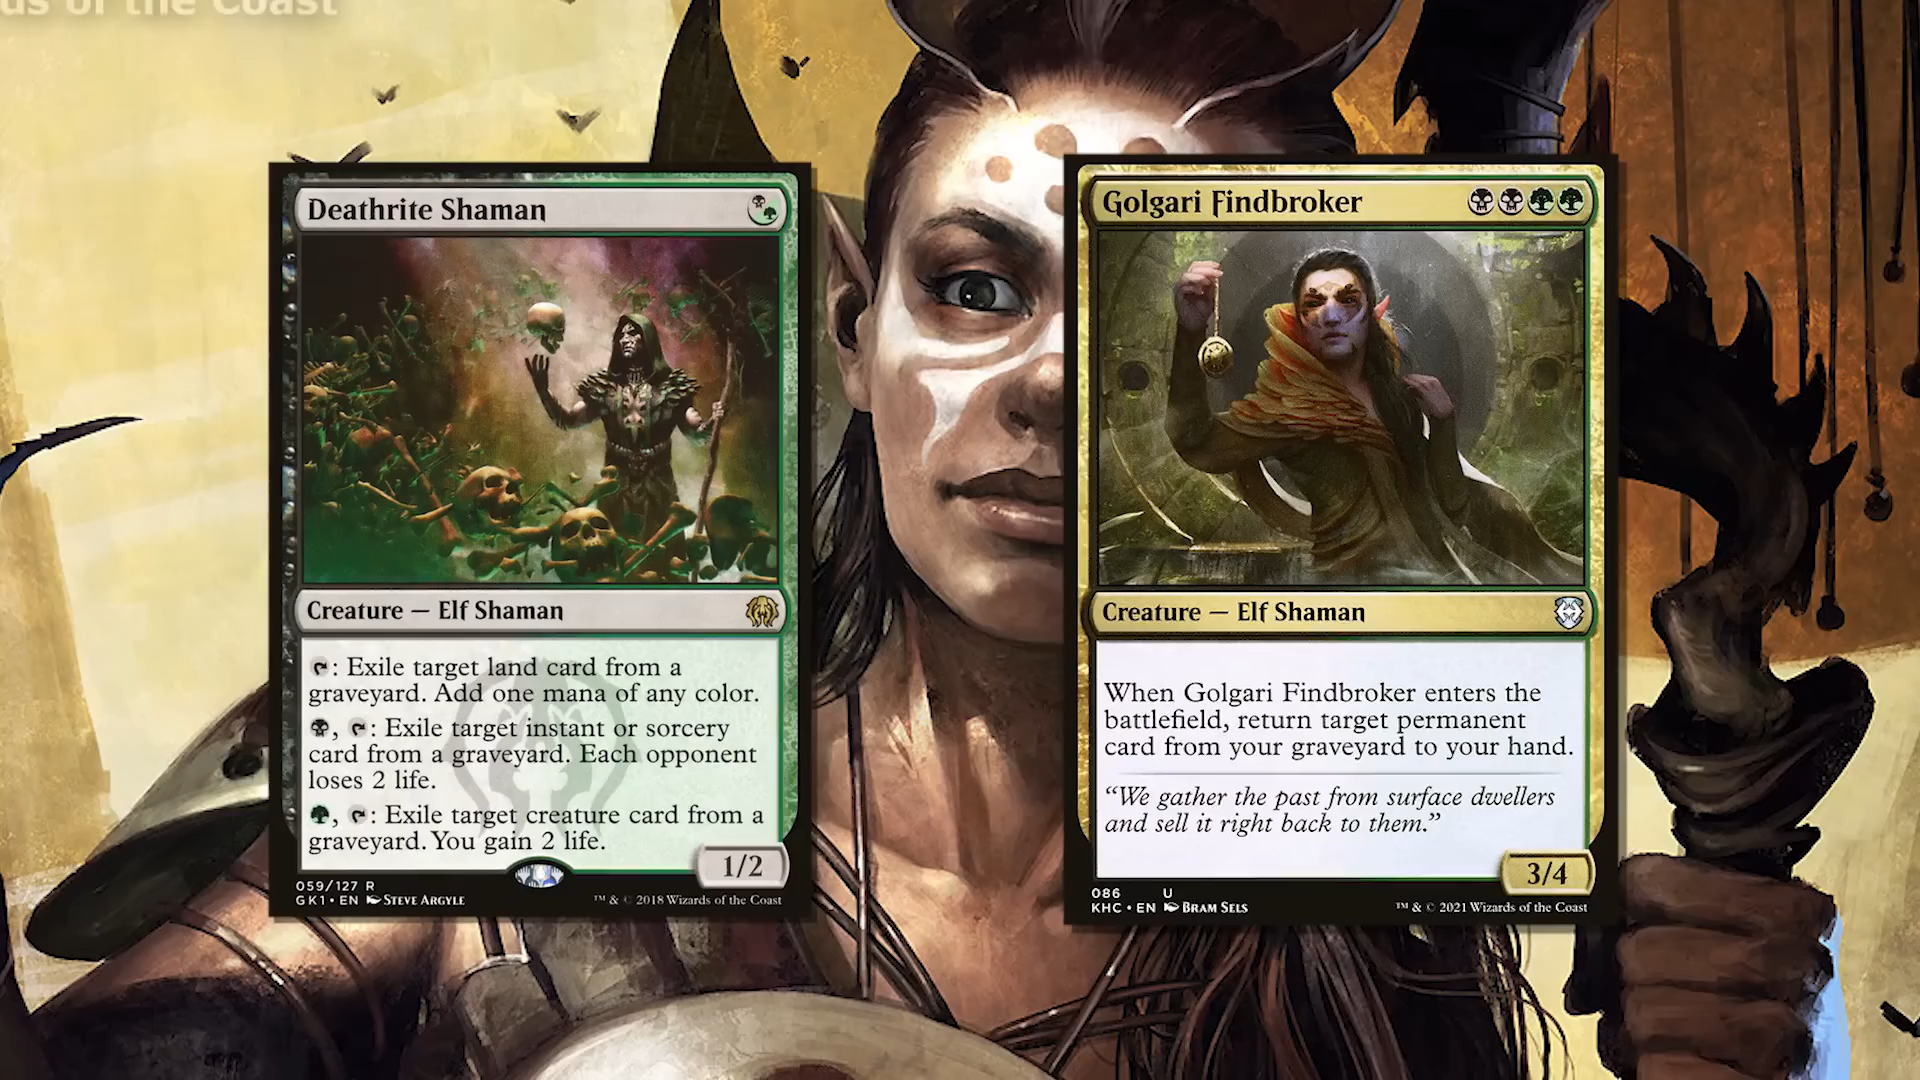 of the Coast
Deathrite Shaman
Creature — Elf Shaman
: Exile target land card from a
graveyard. Add one mana of any color.
, : Exile target instant or sorcery
card from a graveyard. Each opponent
loses 2 life.
, : Exile target creature card from a
graveyard. You gain 2 life.
1/2
059/127 R
GK1 • EN STEVE ARGYLE
™ & © 2018 Wizards of the Coast
Golgari Findbroker
Creature — Elf Shaman
When Golgari Findbroker enters the
battlefield, return target permanent
card from your graveyard to your hand.
“We gather the past from surface dwellers
and sell it right back to them.”
3/4
086 U
KHC • EN BRAM SELS
™ & © 2021 Wizards of the Coast